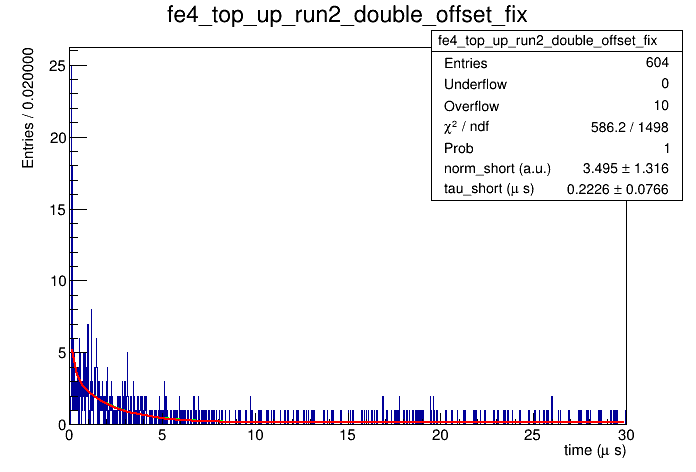 fe4_top_up_run2_double_offset_fix
fe4_top_up_run2_double_offset_fix
Entries 604
Underflow 0
Overflow 10
χ² / ndf 586.2 / 1498
Prob 1
norm_short (a.u.) 3.495 ± 1.316
tau_short (μ s) 0.2226 ± 0.0766
Entries / 0.020000
25
20
15
10
5
0
0 5 10 15 20 25 30
time (μ s)